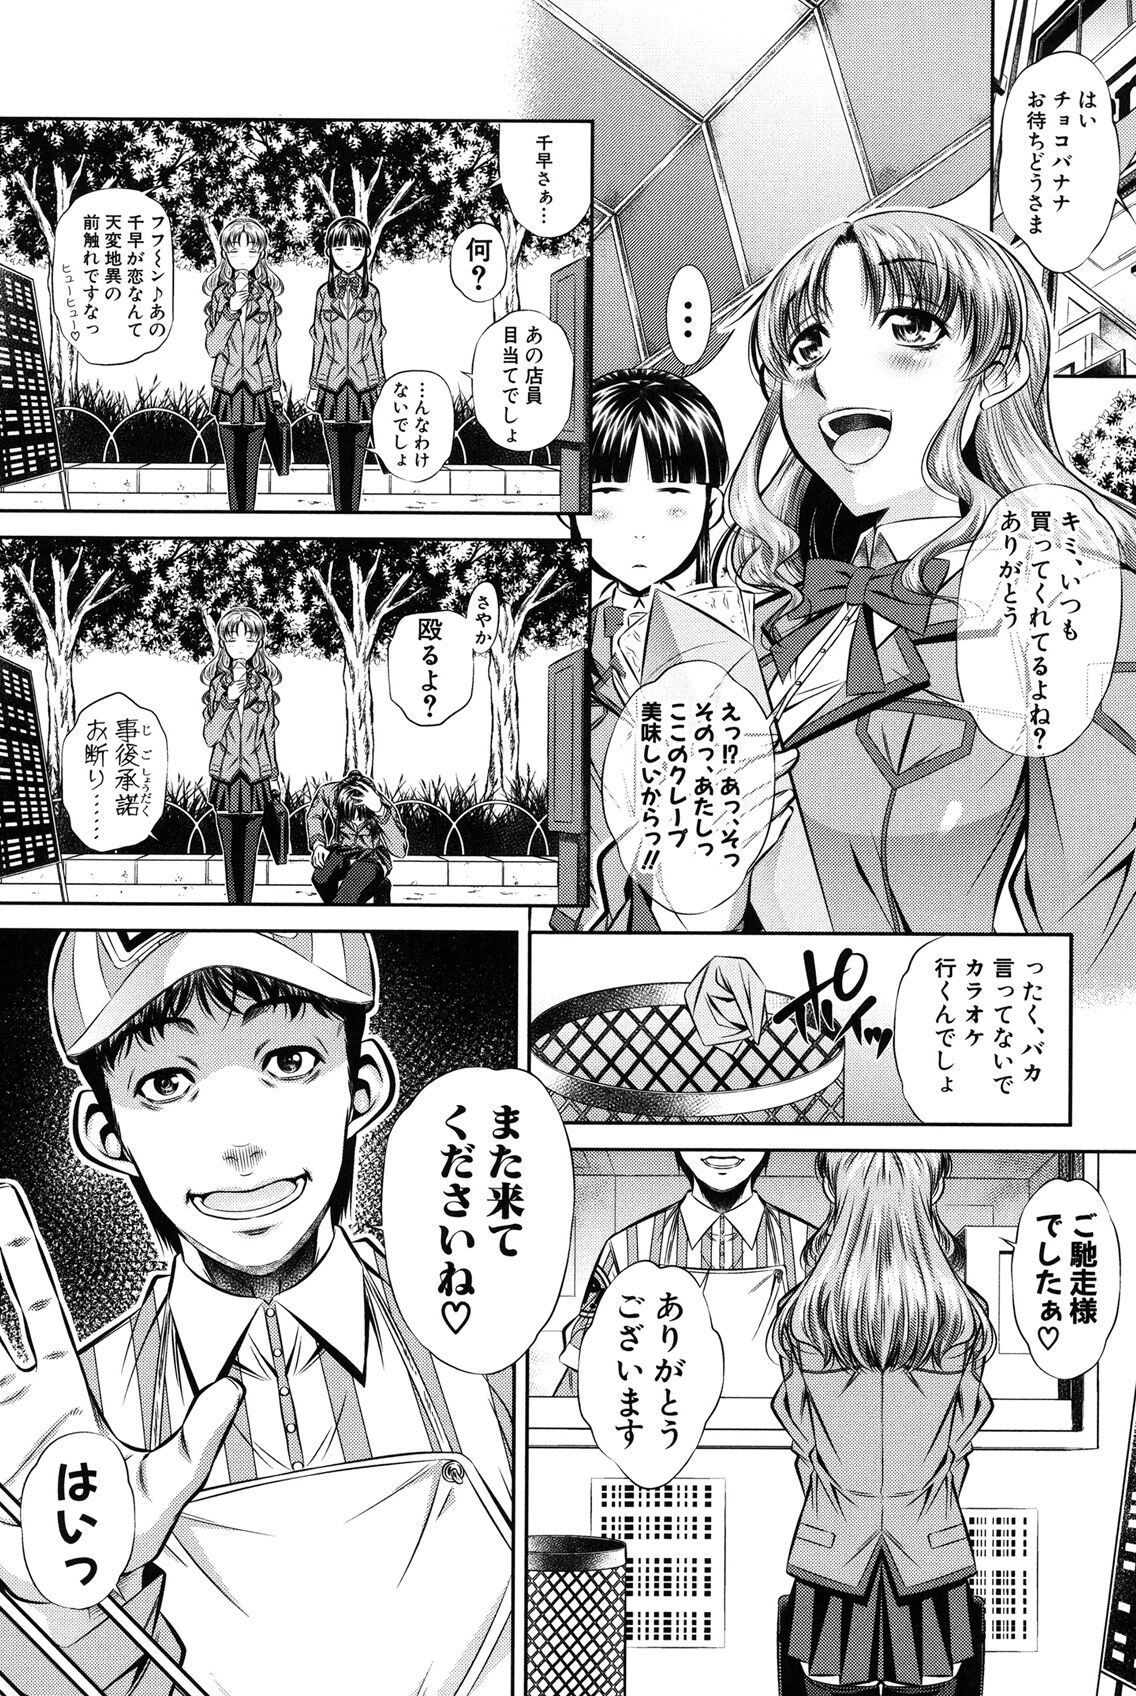 はい
チョコバナナ
お待ちどうさま
キミ、いつも
買ってくれてるよね?
ありがとう
…
えっ!?あっ、そっ
そのっ、あたしっ
ここのクレープ
美味しいからっ!!
千早さぁ…
何?
あの店員
目当てでしょ
…んなわけ
ないでしょ
フフ〜ン♪あの
千早が恋なんて
天変地異の
前触れですなっ
ヒューヒュー♡
さやか
殴るよ?
事後承諾
じごしょうだく
お断り………
ったく、バカ
言ってないで
カラオケ
行くんでしょ
ポイッ
ご馳走様
でしたぁ♡
ありがとう
ございます
また来て
くださいね♡
はいっ